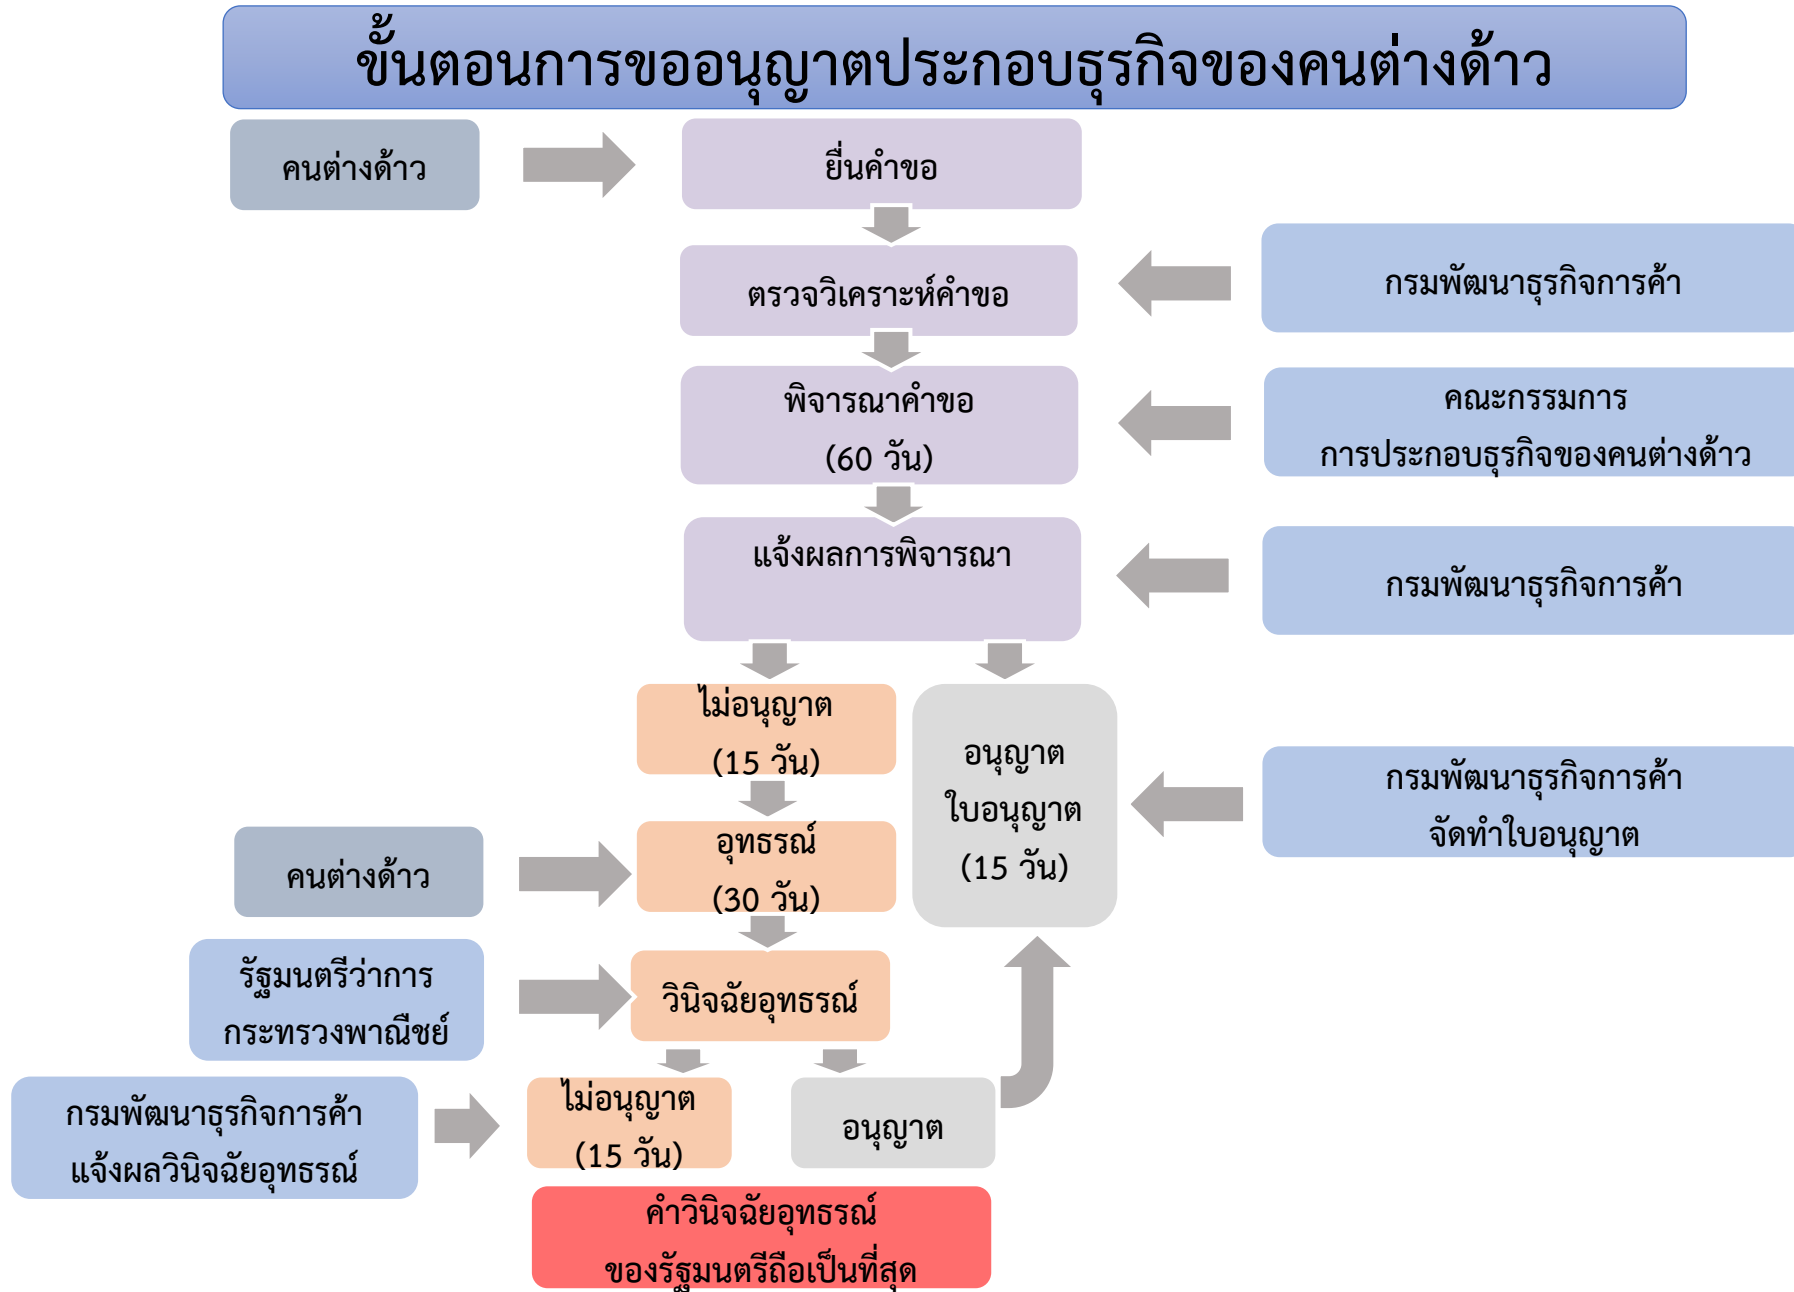 ขั้นตอนการขออนุญาตประกอบธุรกิจของคนต่างด้าว
คนต่างด้าว
ยื่นคำขอ
ตรวจวิเคราะห์คำขอ
กรมพัฒนาธุรกิจการค้า
พิจารณาคำขอ
(60 วัน)
คณะกรรมการ
การประกอบธุรกิจของคนต่างด้าว
แจ้งผลการพิจารณา
กรมพัฒนาธุรกิจการค้า
ไม่อนุญาต
(15 วัน)
อนุญาต
ใบอนุญาต
(15 วัน)
กรมพัฒนาธุรกิจการค้า
จัดทำใบอนุญาต
คนต่างด้าว
อุทธรณ์
(30 วัน)
รัฐมนตรีว่าการ
กระทรวงพาณืชย์
วินิจฉัยอุทธรณ์
กรมพัฒนาธุรกิจการค้า
แจ้งผลวินิจฉัยอุทธรณ์
ไม่อนุญาต
(15 วัน)
อนุญาต
คำวินิจฉัยอุทธรณ์
ของรัฐมนตรีถือเป็นที่สุด